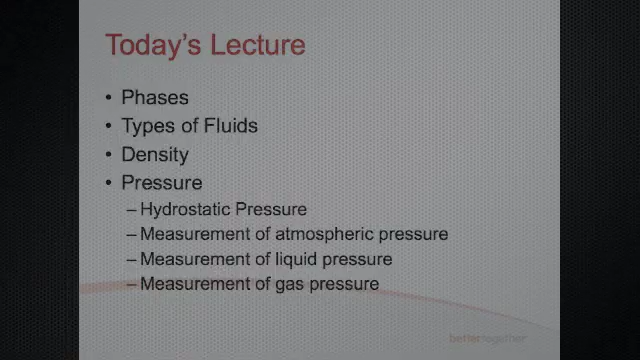 Today's Lecture
• Phases
• Types of Fluids
• Density
• Pressure
– Hydrostatic Pressure
– Measurement of atmospheric pressure
– Measurement of liquid pressure
– Measurement of gas pressure
bettertogether